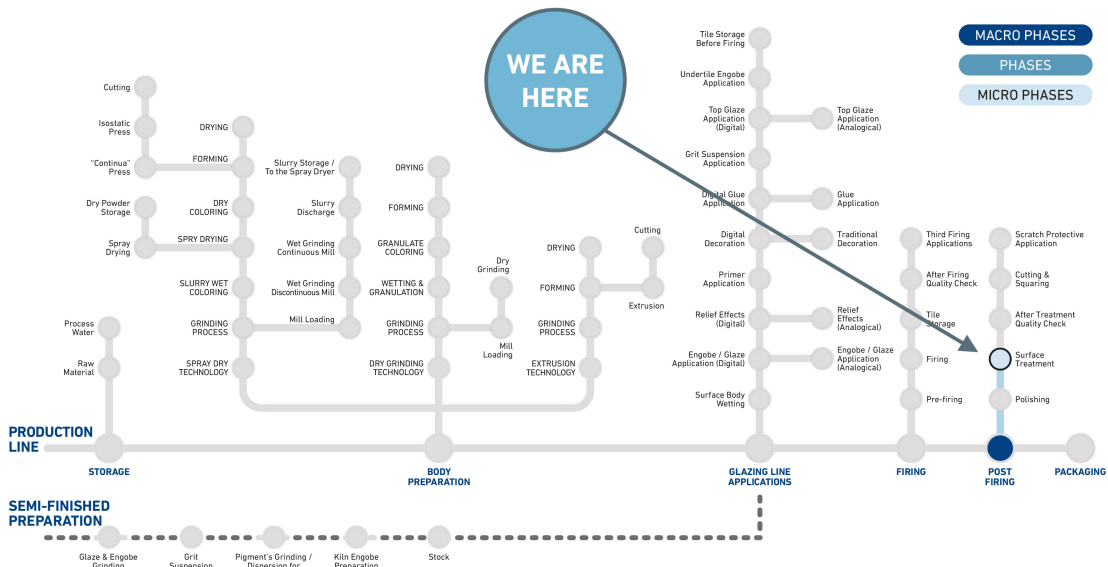 WE ARE
HERE
MACRO PHASES
PHASES
MICRO PHASES
Cutting
Isostatic
Press
"Continua"
Press
Dry Powder
Storage
Spray
Drying
Process
Water
Raw
Material
DRYING
FORMING
DRY
COLORING
SPRY DRYING
SLURRY WET
COLORING
GRINDING
PROCESS
SPRAY DRY
TECHNOLOGY
Slurry Storage /
To the Spray Dryer
Slurry
Discharge
Wet Grinding
Continuous Mill
Wet Grinding
Discontinuous Mill
Mill Loading
DRYING
FORMING
GRANULATE
COLORING
WETTING &
GRANULATION
GRINDING
PROCESS
DRY GRINDING
TECHNOLOGY
Dry
Grinding
Mill
Loading
DRYING
FORMING
GRINDING
PROCESS
EXTRUSION
TECHNOLOGY
Cutting
Extrusion
Tile Storage
Before Firing
Undertile Engobe
Application
Top Glaze
Application
(Digital)
Top Glaze
Application
(Analogical)
Grit Suspension
Application
Digital Glue
Application
Glue
Application
Digital
Decoration
Traditional
Decoration
Primer
Application
Relief Effects
(Digital)
Relief
Effects
(Analogical)
Engobe / Glaze
Application (Digital)
Engobe / Glaze
Application
(Analogical)
Surface Body
Wetting
Third Firing
Applications
After Firing
Quality Check
Tile
Storage
Firing
Pre-firing
Scratch Protective
Application
Cutting &
Squaring
After Treatment
Quality Check
Surface
Treatment
Polishing
PRODUCTION
LINE
STORAGE
BODY
PREPARATION
GLAZING LINE
APPLICATIONS
FIRING
POST
FIRING
PACKAGING
SEMI-FINISHED
PREPARATION
Glaze & Engobe
Grinding
Grit
Suspension
Pigment's Grinding /
Dispersion for
Kiln Engobe
Preparation
Stock